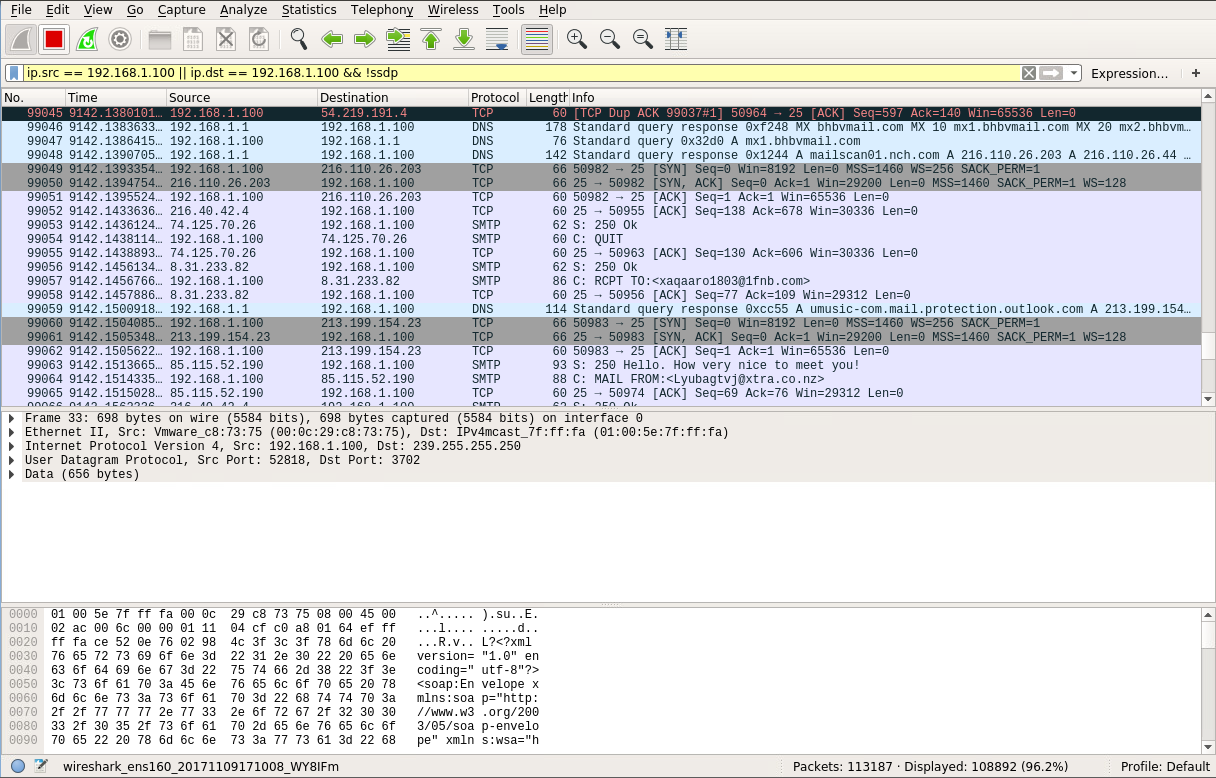 File Edit View Go Capture Analyze Statistics Telephony Wireless Tools Help
ip.src == 192.168.1.100 || ip.dst == 192.168.1.100 && !ssdp Expression… +
No. Time Source Destination Protocol Length Info
99045 9142.1380101… 192.168.1.100 54.219.191.4 TCP 60 [TCP Dup ACK 99037#1] 50964 → 25 [ACK] Seq=597 Ack=140 Win=65536 Len=0
99046 9142.1383633… 192.168.1.1 192.168.1.100 DNS 178 Standard query response 0xf248 MX bhbvmail.com MX 10 mx1.bhbvmail.com MX 20 mx2.bhbvm…
99047 9142.1386415… 192.168.1.100 192.168.1.1 DNS 76 Standard query 0x32d0 A mx1.bhbvmail.com
99048 9142.1390705… 192.168.1.1 192.168.1.100 DNS 142 Standard query response 0x1244 A mailscan01.nch.com A 216.110.26.203 A 216.110.26.44 …
99049 9142.1393354… 192.168.1.100 216.110.26.203 TCP 66 50982 → 25 [SYN] Seq=0 Win=8192 Len=0 MSS=1460 WS=256 SACK_PERM=1
99050 9142.1394754… 216.110.26.203 192.168.1.100 TCP 66 25 → 50982 [SYN, ACK] Seq=0 Ack=1 Win=29200 Len=0 MSS=1460 SACK_PERM=1 WS=128
99051 9142.1395524… 192.168.1.100 216.110.26.203 TCP 60 50982 → 25 [ACK] Seq=1 Ack=1 Win=65536 Len=0
99052 9142.1433636… 216.40.42.4 192.168.1.100 TCP 60 25 → 50955 [ACK] Seq=138 Ack=678 Win=30336 Len=0
99053 9142.1436124… 74.125.70.26 192.168.1.100 SMTP 62 S: 250 Ok
99054 9142.1438114… 192.168.1.100 74.125.70.26 SMTP 60 C: QUIT
99055 9142.1438893… 74.125.70.26 192.168.1.100 TCP 60 25 → 50963 [ACK] Seq=130 Ack=606 Win=30336 Len=0
99056 9142.1456134… 8.31.233.82 192.168.1.100 SMTP 62 S: 250 Ok
99057 9142.1456766… 192.168.1.100 8.31.233.82 SMTP 86 C: RCPT TO:<xaqaaro1803@1fnb.com>
99058 9142.1457886… 8.31.233.82 192.168.1.100 TCP 60 25 → 50956 [ACK] Seq=77 Ack=109 Win=29312 Len=0
99059 9142.1500918… 192.168.1.1 192.168.1.100 DNS 114 Standard query response 0xcc55 A umusic-com.mail.protection.outlook.com A 213.199.154…
99060 9142.1504085… 192.168.1.100 213.199.154.23 TCP 66 50983 → 25 [SYN] Seq=0 Win=8192 Len=0 MSS=1460 WS=256 SACK_PERM=1
99061 9142.1505348… 213.199.154.23 192.168.1.100 TCP 66 25 → 50983 [SYN, ACK] Seq=0 Ack=1 Win=29200 Len=0 MSS=1460 SACK_PERM=1 WS=128
99062 9142.1505622… 192.168.1.100 213.199.154.23 TCP 60 50983 → 25 [ACK] Seq=1 Ack=1 Win=65536 Len=0
99063 9142.1513665… 85.115.52.190 192.168.1.100 SMTP 93 S: 250 Hello. How very nice to meet you!
99064 9142.1514335… 192.168.1.100 85.115.52.190 SMTP 88 C: MAIL FROM:<Lyubagtvj@xtra.co.nz>
99065 9142.1515028… 85.115.52.190 192.168.1.100 TCP 60 25 → 50974 [ACK] Seq=69 Ack=76 Win=29312 Len=0
Frame 33: 698 bytes on wire (5584 bits), 698 bytes captured (5584 bits) on interface 0
Ethernet II, Src: Vmware_c8:73:75 (00:0c:29:c8:73:75), Dst: IPv4mcast_7f:ff:fa (01:00:5e:7f:ff:fa)
Internet Protocol Version 4, Src: 192.168.1.100, Dst: 239.255.255.250
User Datagram Protocol, Src Port: 52818, Dst Port: 3702
Data (656 bytes)
0000 01 00 5e 7f ff fa 00 0c 29 c8 73 75 08 00 45 00 ..^..... ).su..E.
0010 02 ac 00 6c 00 00 01 11 04 cf c0 a8 01 64 ef ff ...l.... .....d..
0020 ff fa ce 52 0e 76 02 98 4c 3f 3c 3f 78 6d 6c 20 ...R.v.. L?<?xml
0030 76 65 72 73 69 6f 6e 3d 22 31 2e 30 22 20 65 6e version= "1.0" en
0040 63 6f 64 69 6e 67 3d 22 75 74 66 2d 38 22 3f 3e coding=" utf-8"?>
0050 3c 73 6f 61 70 3a 45 6e 76 65 6c 6f 70 65 20 78 <soap:En velope x
0060 6d 6c 6e 73 3a 73 6f 61 70 3d 22 68 74 74 70 3a mlns:soa p="http:
0070 2f 2f 77 77 77 2e 77 33 2e 6f 72 67 2f 32 30 30 //www.w3 .org/200
0080 33 2f 30 35 2f 73 6f 61 70 2d 65 6e 76 65 6c 6f 3/05/soa p-envelo
0090 70 65 22 20 78 6d 6c 6e 73 3a 77 73 61 3d 22 68 pe" xmln s:wsa="h
wireshark_ens160_20171109171008_WY8IFm Packets: 113187 · Displayed: 108892 (96.2%) Profile: Default